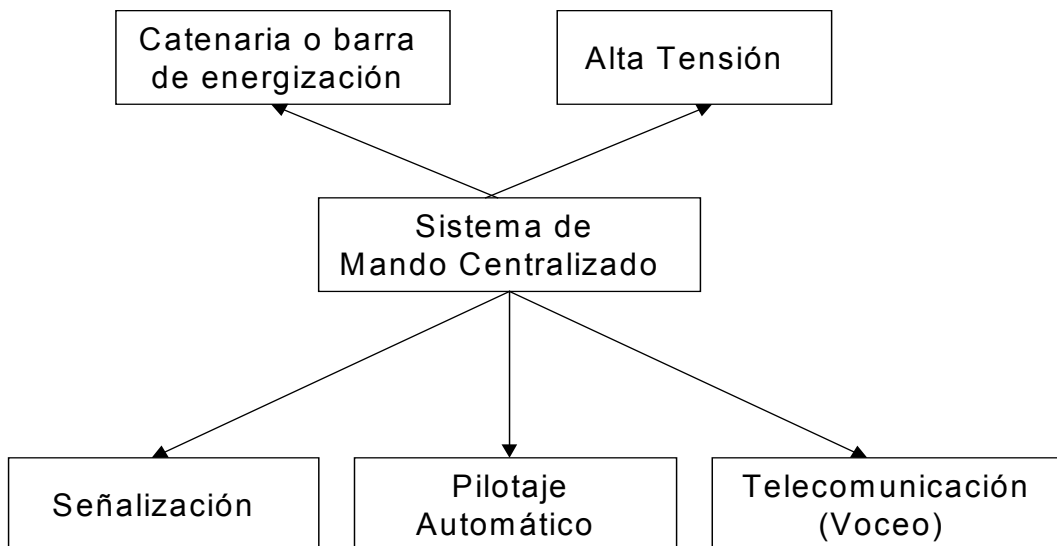 Catenaria o barra
de energización
Alta Tensión
Sistema de
Mando Centralizado
Señalización
Pilotaje
Automático
Telecomunicación
(Voceo)